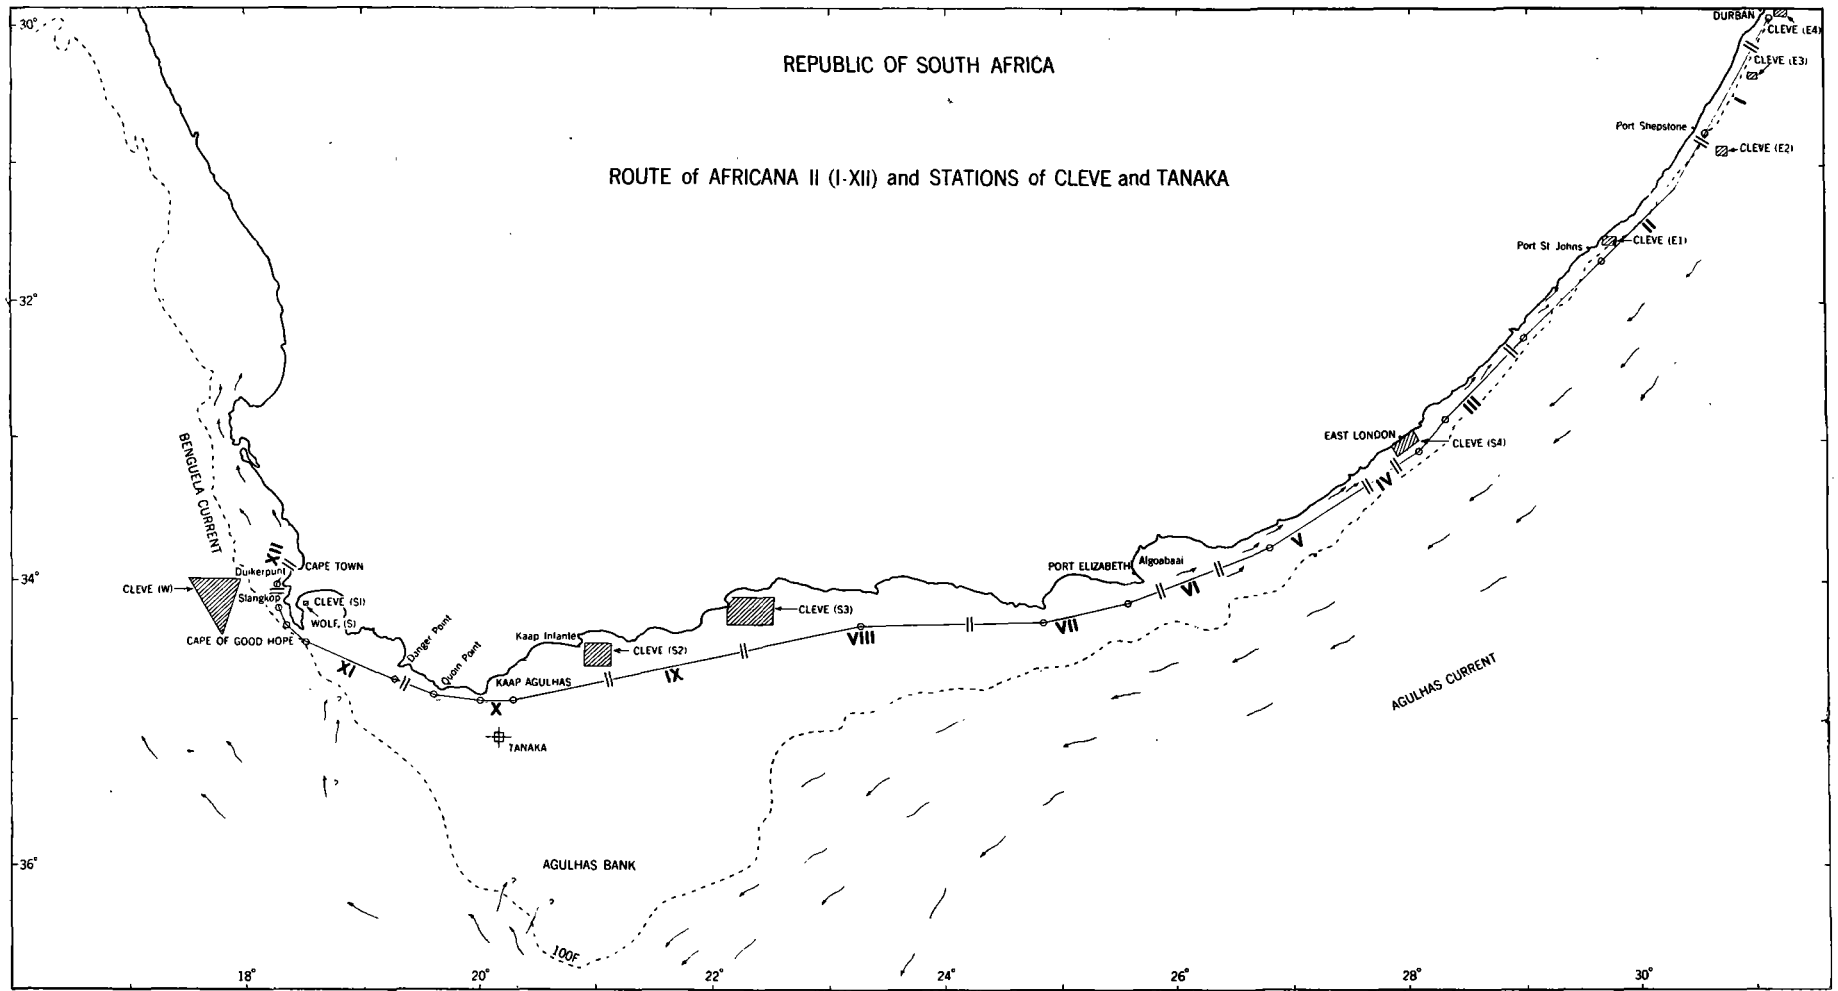 30°
DURBAN
CLEVE (E4)
REPUBLIC OF SOUTH AFRICA
CLEVE (E3)
I
Port Shepstone
CLEVE (E2)
ROUTE of AFRICANA II (I-XII) and STATIONS of CLEVE and TANAKA
II
Port St Johns
CLEVE (E1)
32°
III
EAST LONDON
CLEVE (S4)
BENGUELA CURRENT
IV
XII
V
CAPE TOWN
Duikerpunt
PORT ELIZABETH
Algoabaai
34°
CLEVE (W)
VI
Slangkop
CLEVE (S1)
CLEVE (S3)
WOLF, (S)
VII
CAPE OF GOOD HOPE
Danger Point
Kaap Infante
VIII
CLEVE (S2)
XI
Quoin Point
IX
KAAP AGULHAS
AGULHAS CURRENT
X
TANAKA
?
?
36°
AGULHAS BANK
?
?
100F
18°
20°
22°
24°
26°
28°
30°